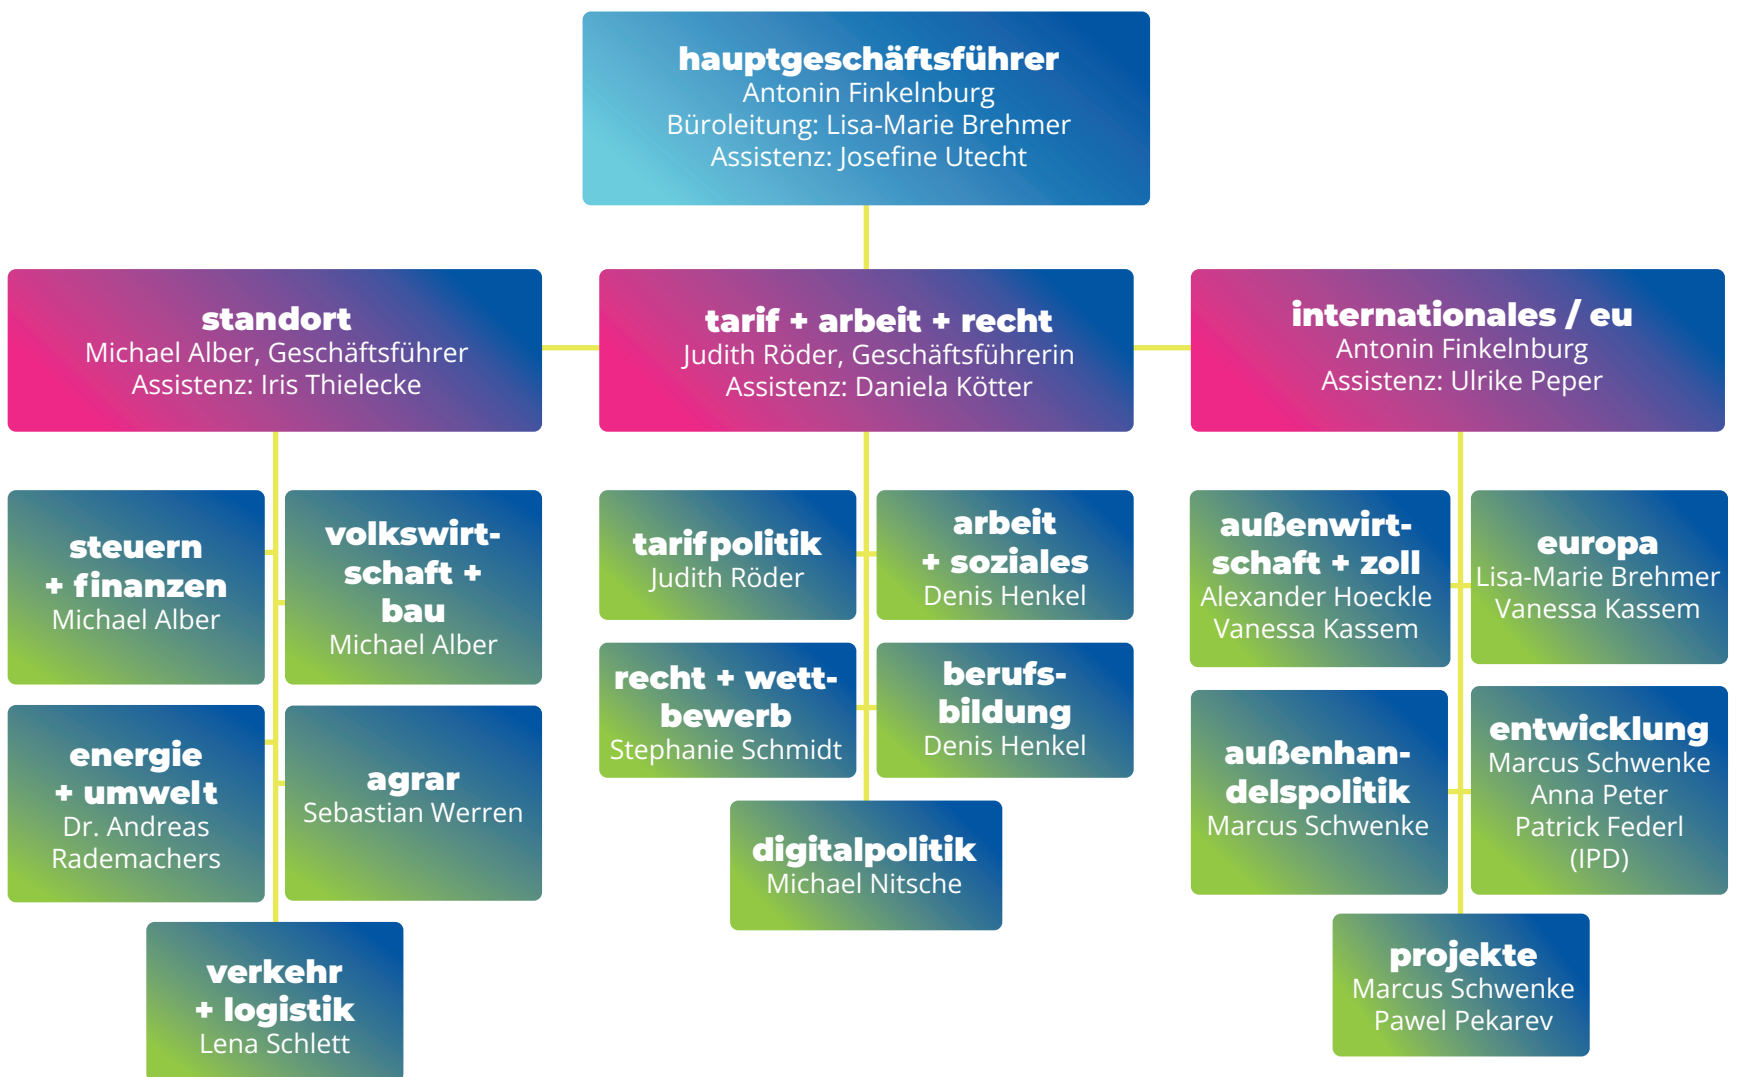 hauptgeschäftsführer
Antonin Finkelnburg
Büroleitung: Lisa-Marie Brehmer
Assistenz: Josefine Utecht
standort
Michael Alber, Geschäftsführer
Assistenz: Iris Thielecke
tarif + arbeit + recht
Judith Röder, Geschäftsführerin
Assistenz: Daniela Kötter
internationales / eu
Antonin Finkelnburg
Assistenz: Ulrike Peper
steuern
+ finanzen
Michael Alber
volkswirt-
schaft +
bau
Michael Alber
energie
+ umwelt
Dr. Andreas
Rademachers
agrar
Sebastian Werren
verkehr
+ logistik
Lena Schlett
tarifpolitik
Judith Röder
arbeit
+ soziales
Denis Henkel
recht + wett-
bewerb
Stephanie Schmidt
berufs-
bildung
Denis Henkel
digitalpolitik
Michael Nitsche
außenwirt-
schaft + zoll
Alexander Hoeckle
Vanessa Kassem
europa
Lisa-Marie Brehmer
Vanessa Kassem
außenhan-
delspolitik
Marcus Schwenke
entwicklung
Marcus Schwenke
Anna Peter
Patrick Federl
(IPD)
projekte
Marcus Schwenke
Pawel Pekarev